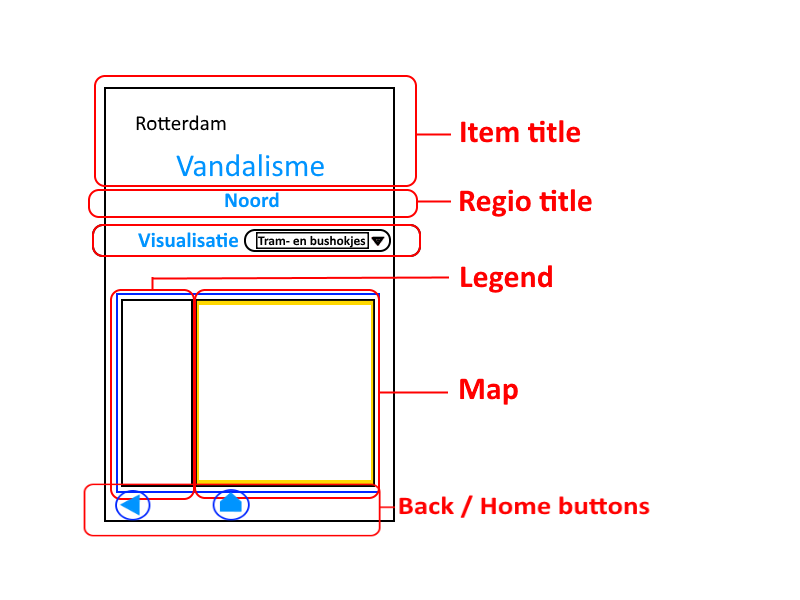 Rotterdam
Item title
Vandalisme
Noord
Regio title
Visualisatie
Tram- en bushokjes
Legend
Map
Back / Home buttons